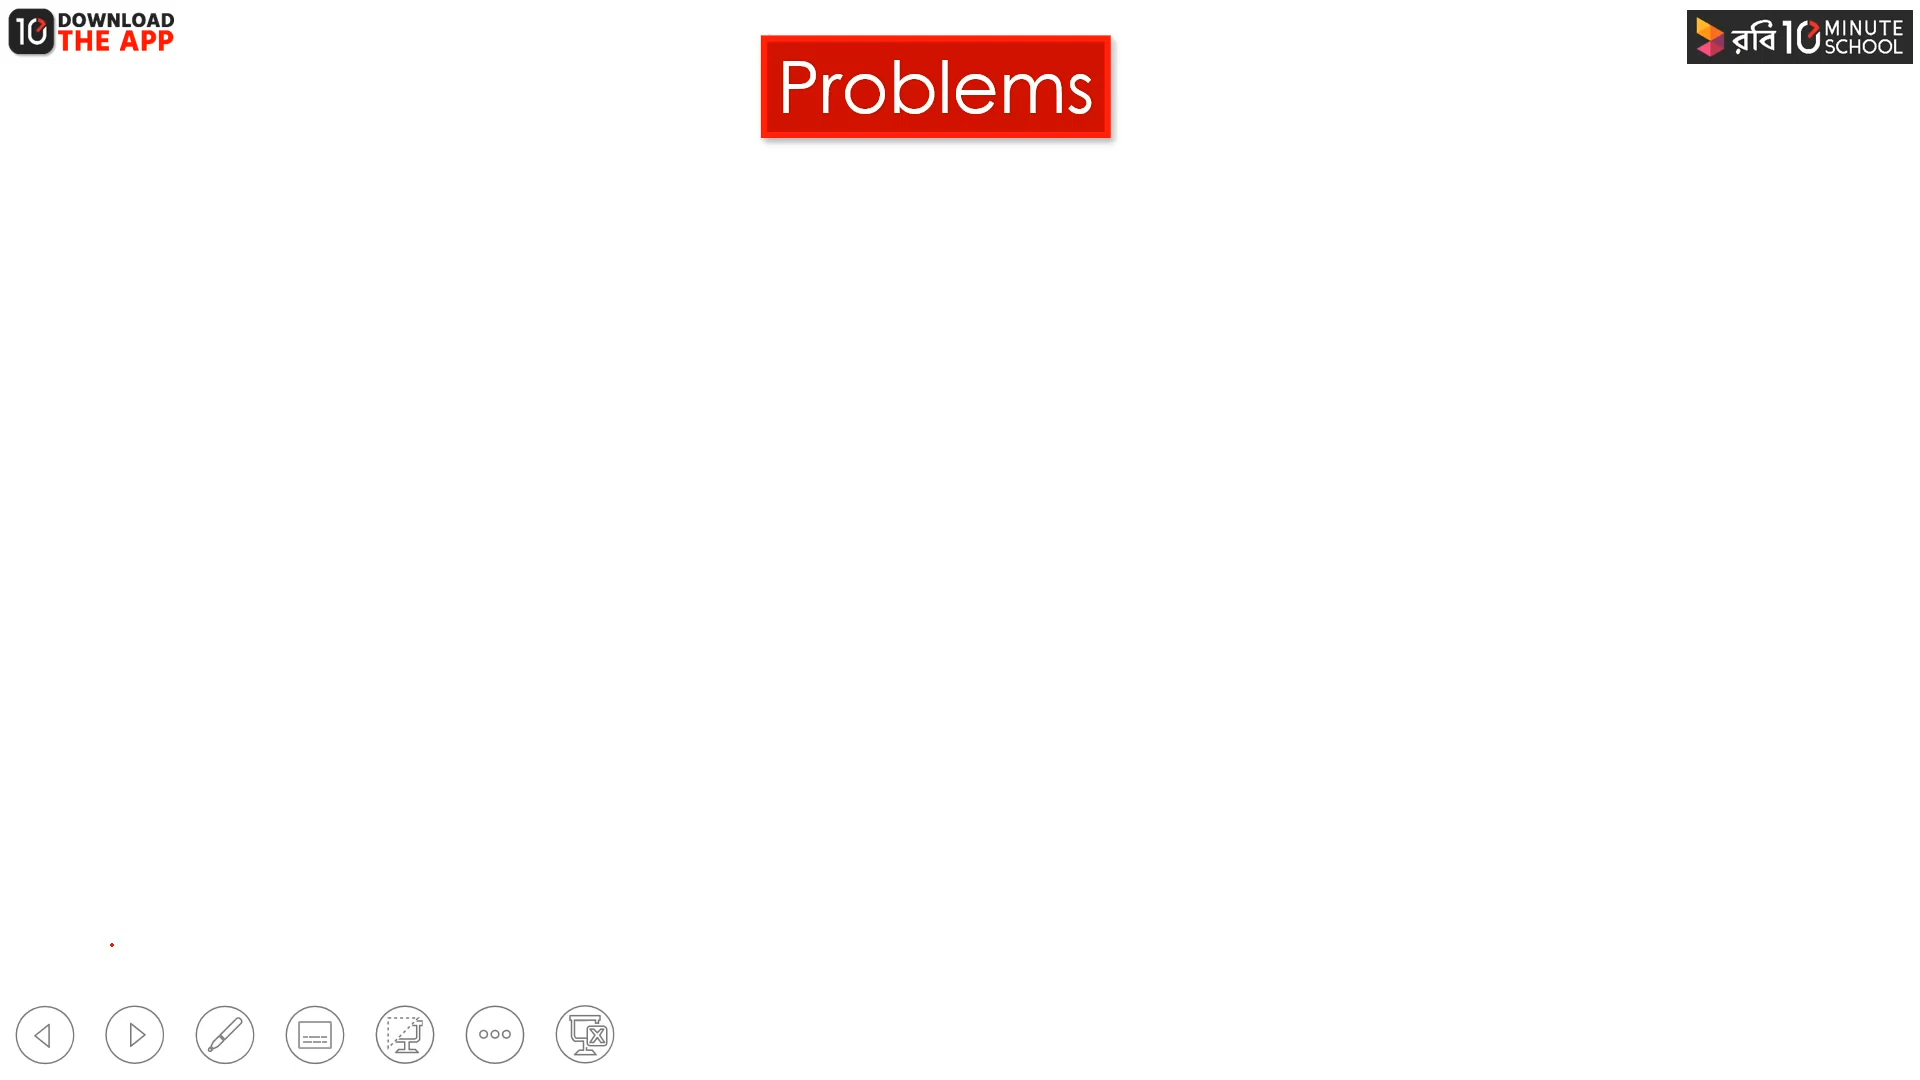 10 DOWNLOAD
THE APP
Problems
রবি 10 MINUTE
SCHOOL